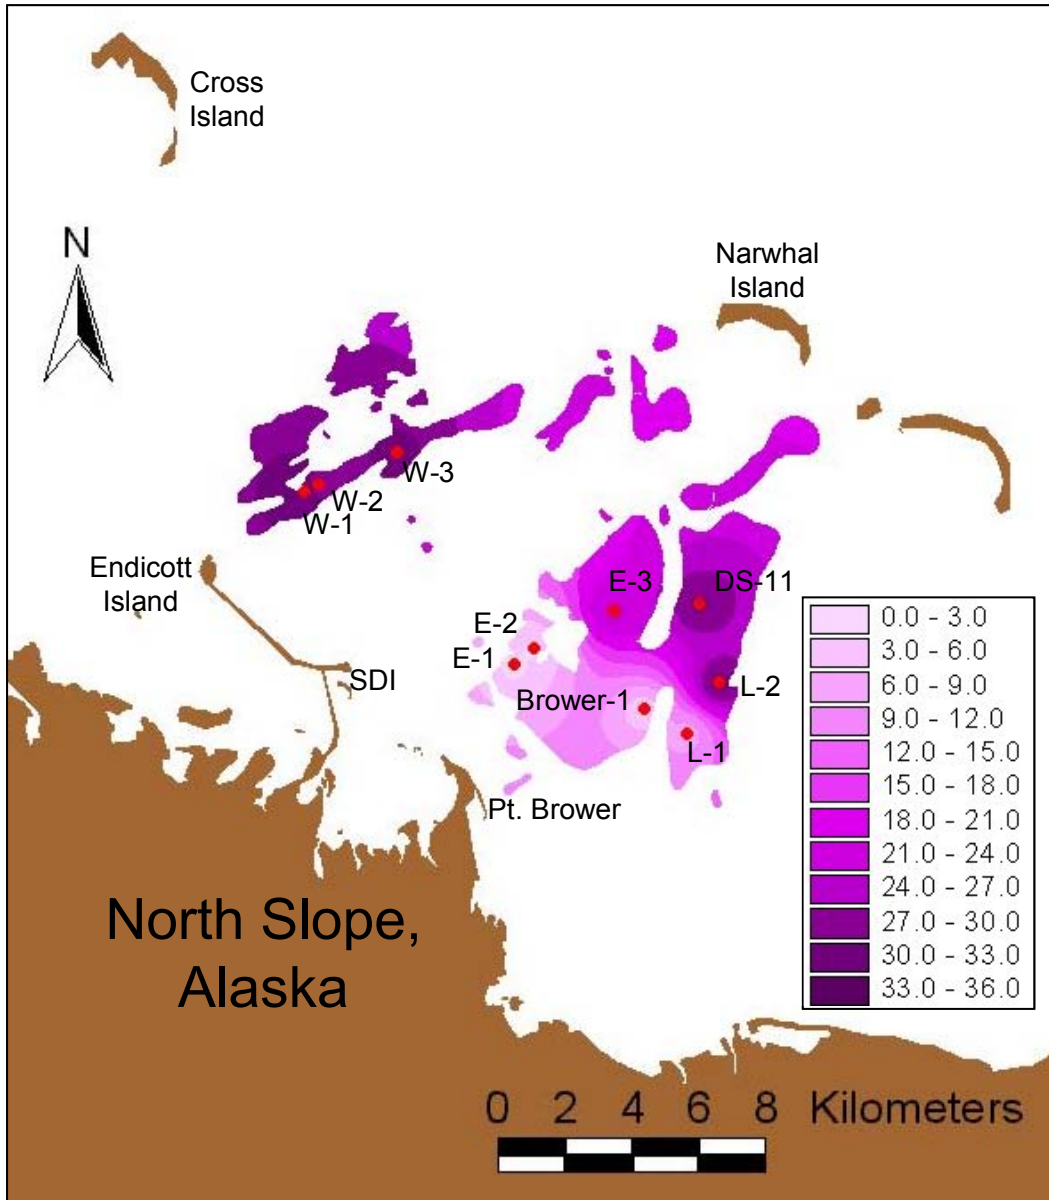 Cross
Island
N
Narwhal
Island
W-3
W-2
W-1
Endicott
Island
E-3
DS-11
E-2
E-1
SDI
Brower-1
L-2
L-1
Pt. Brower
0.0 - 3.0
3.0 - 6.0
6.0 - 9.0
9.0 - 12.0
12.0 - 15.0
15.0 - 18.0
18.0 - 21.0
21.0 - 24.0
24.0 - 27.0
27.0 - 30.0
30.0 - 33.0
33.0 - 36.0
North Slope,
Alaska
0 2 4 6 8 Kilometers